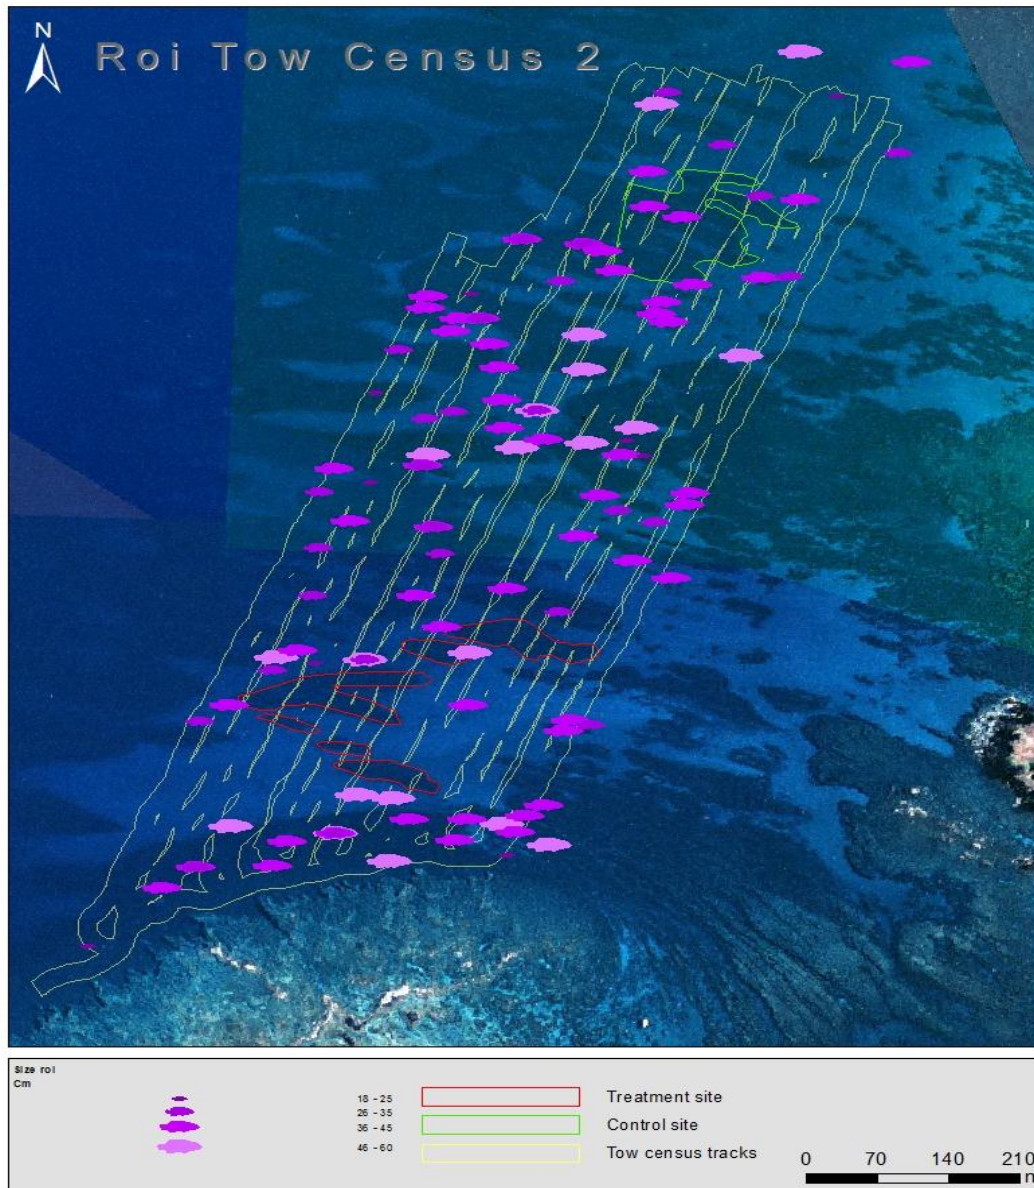 N
Roi Tow Census 2
Size roi
Cm
18 - 25
26 - 35
36 - 45
46 - 60
Treatment site
Control site
Tow census tracks
0 70 140 210
m